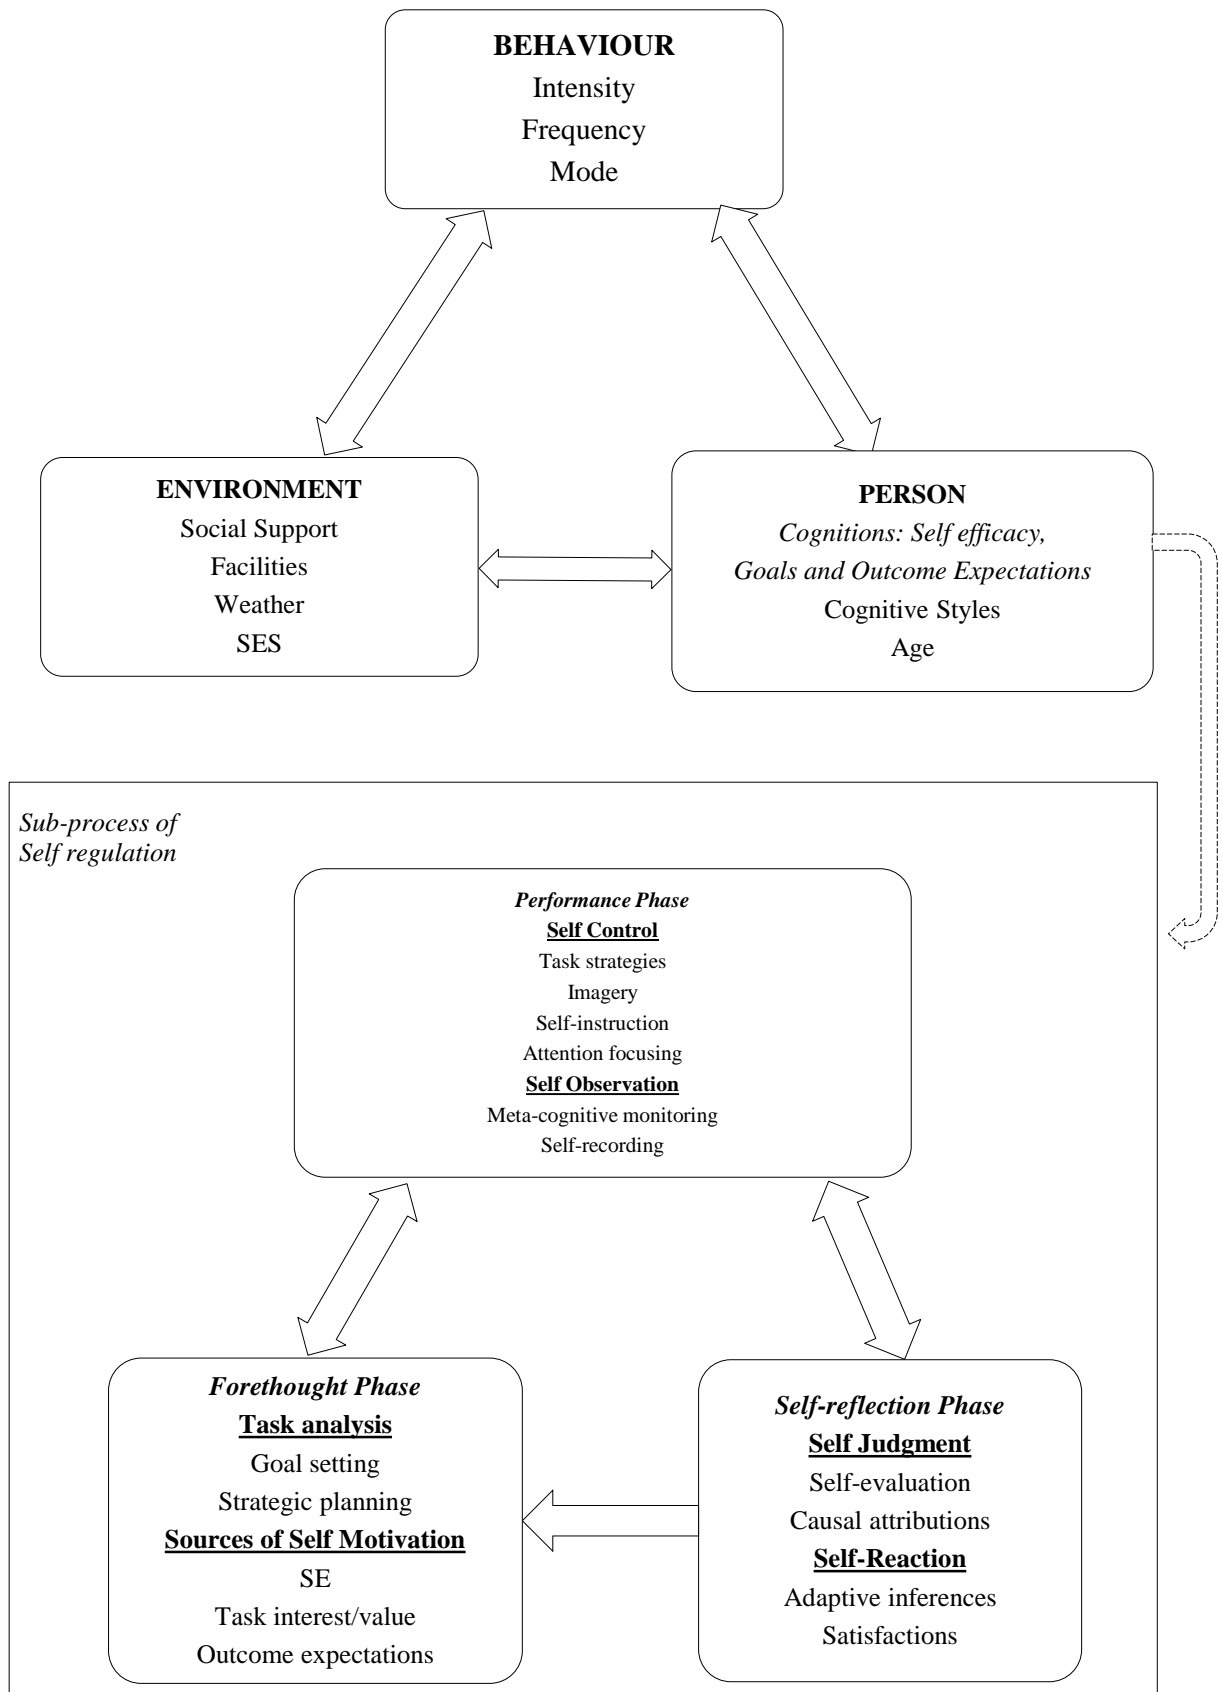 BEHAVIOUR
Intensity
Frequency
Mode
ENVIRONMENT
Social Support
Facilities
Weather
SES
PERSON
Cognitions: Self efficacy,
Goals and Outcome Expectations
Cognitive Styles
Age
Sub-process of
Self regulation
Performance Phase
Self Control
Task strategies
Imagery
Self-instruction
Attention focusing
Self Observation
Meta-cognitive monitoring
Self-recording
Forethought Phase
Task analysis
Goal setting
Strategic planning
Sources of Self Motivation
SE
Task interest/value
Outcome expectations
Self-reflection Phase
Self Judgment
Self-evaluation
Causal attributions
Self-Reaction
Adaptive inferences
Satisfactions